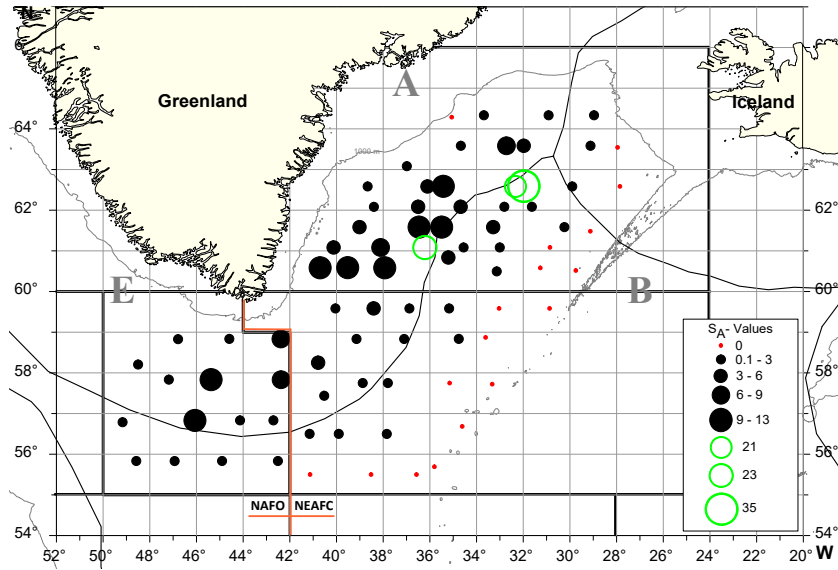 N
A
Greenland
Iceland
64°
64°
1000 m
62°
62°
60°
60°
E
B
S A - Values
0
0.1 - 3
3 - 6
6 - 9
9 - 13
21
23
35
58°
58°
56°
56°
NAFO NEAFC
54°
54°
52 50 48 46 44 42 40 38 36 34 32 30 28 26 24 22 20° W